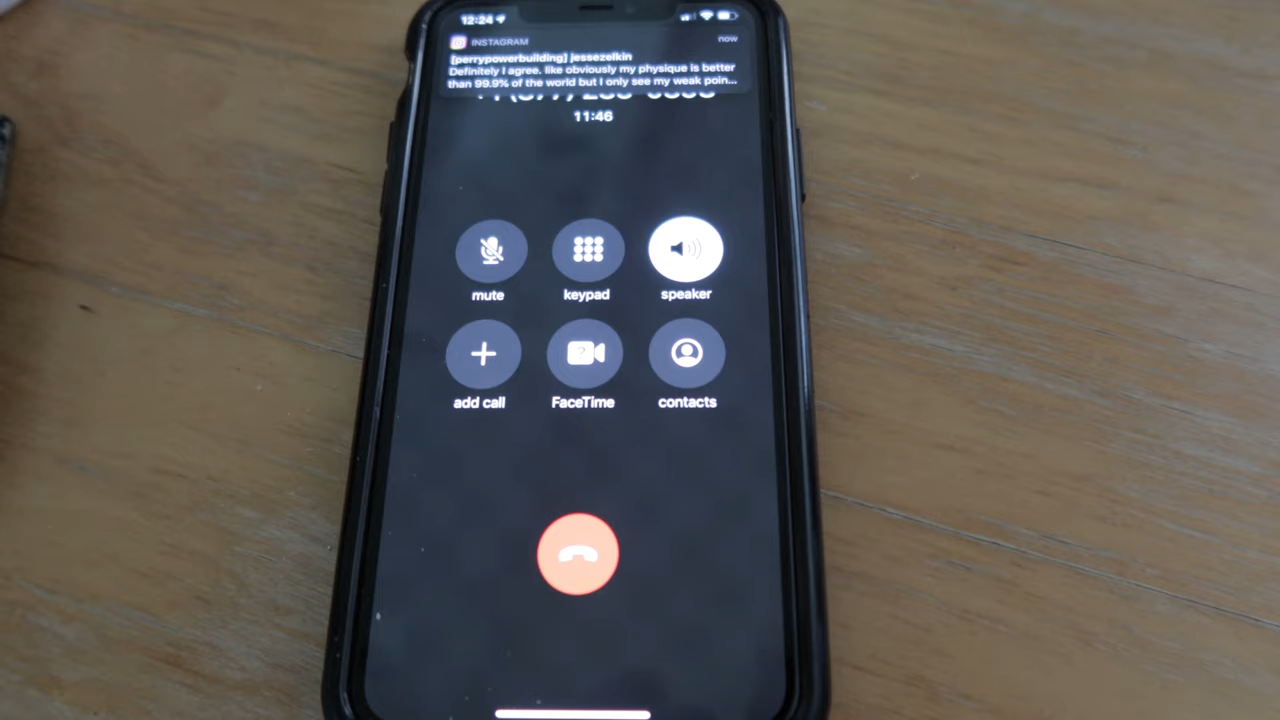 12:24
INSTAGRAM
now
[perrypowerbuilding] jessezelkin
Definitely I agree. like obviously my physique is better
than 99.9% of the world but I only see my weak poin...
11:46
mute
keypad
speaker
add call
?
FaceTime
contacts